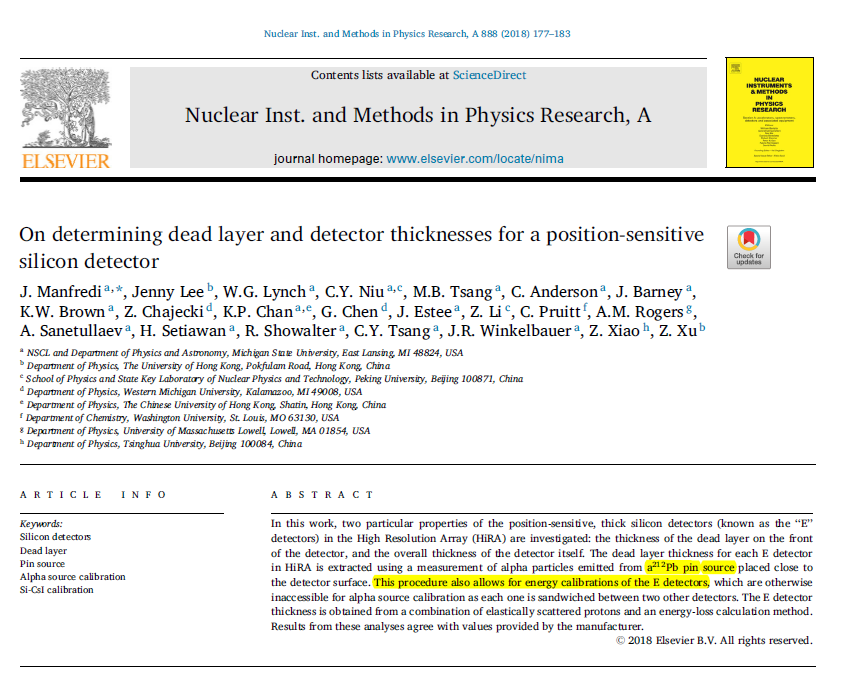 Nuclear Inst. and Methods in Physics Research, A 888 (2018) 177–183
Contents lists available at ScienceDirect
Nuclear Inst. and Methods in Physics Research, A
journal homepage: www.elsevier.com/locate/nima
ELSEVIER
NUCLEAR
INSTRUMENTS
& METHODS
IN
PHYSICS
RESEARCH
On determining dead layer and detector thicknesses for a position-sensitive
silicon detector
Check for
updates
J. Manfredi a,*, Jenny Lee b, W.G. Lynch a, C.Y. Niu a,c, M.B. Tsang a, C. Anderson a, J. Barney a,
K.W. Brown a, Z. Chajecki d, K.P. Chan a,e, G. Chen d, J. Estee a, Z. Li c, C. Pruitt f, A.M. Rogers g,
A. Sanetullaev a, H. Setiawan a, R. Showalter a, C.Y. Tsang a, J.R. Winkelbauer a, Z. Xiao h, Z. Xu b
a NSCL and Department of Physics and Astronomy, Michigan State University, East Lansing, MI 48824, USA
b Department of Physics, The University of Hong Kong, Pokfulam Road, Hong Kong, China
c School of Physics and State Key Laboratory of Nuclear Physics and Technology, Peking University, Beijing 100871, China
d Department of Physics, Western Michigan University, Kalamazoo, MI 49008, USA
e Department of Physics, The Chinese University of Hong Kong, Shatin, Hong Kong, China
f Department of Chemistry, Washington University, St. Louis, MO 63130, USA
g Department of Physics, University of Massachusetts Lowell, Lowell, MA 01854, USA
h Department of Physics, Tsinghua University, Beijing 100084, China
ARTICLE INFO
Keywords:
Silicon detectors
Dead layer
Pin source
Alpha source calibration
Si-CsI calibration
ABSTRACT
In this work, two particular properties of the position-sensitive, thick silicon detectors (known as the ‘‘E’’
detectors) in the High Resolution Array (HiRA) are investigated: the thickness of the dead layer on the front
of the detector, and the overall thickness of the detector itself. The dead layer thickness for each E detector
in HiRA is extracted using a measurement of alpha particles emitted from a 212Pb pin source placed close to
the detector surface. This procedure also allows for energy calibrations of the E detectors, which are otherwise
inaccessible for alpha source calibration as each one is sandwiched between two other detectors. The E detector
thickness is obtained from a combination of elastically scattered protons and an energy-loss calculation method.
Results from these analyses agree with values provided by the manufacturer.
© 2018 Elsevier B.V. All rights reserved.